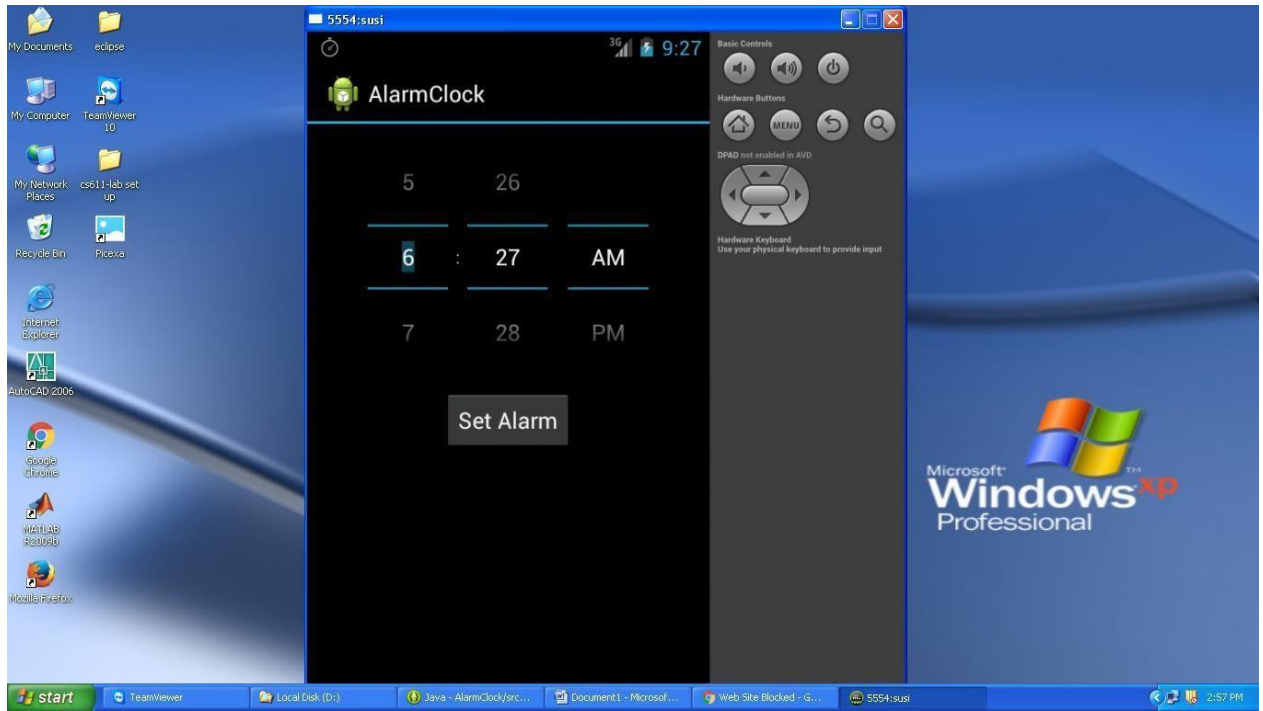 My Documents
eclipse
My Computer
TeamViewer
10
My Network
Places
cs611-lab set
up
Recycle Bin
Picexa
Internet
Explorer
AutoCAD 2006
Google
Chrome
MATLAB
R2009b
Mozilla Firefox
5554:susi
3G
9:27
AlarmClock
5 26
6 : 27 AM
7 28 PM
Set Alarm
Basic Controls
Hardware Buttons
MENU
DPAD not enabled in AVD
Hardware Keyboard
Use your physical keyboard to provide input
Microsoft
Windows xp
TM
Professional
start
TeamViewer
Local Disk (D:)
Java - AlarmClock/src...
Document1 - Microsof...
Web Site Blocked - G...
5554:susi
2:57 PM